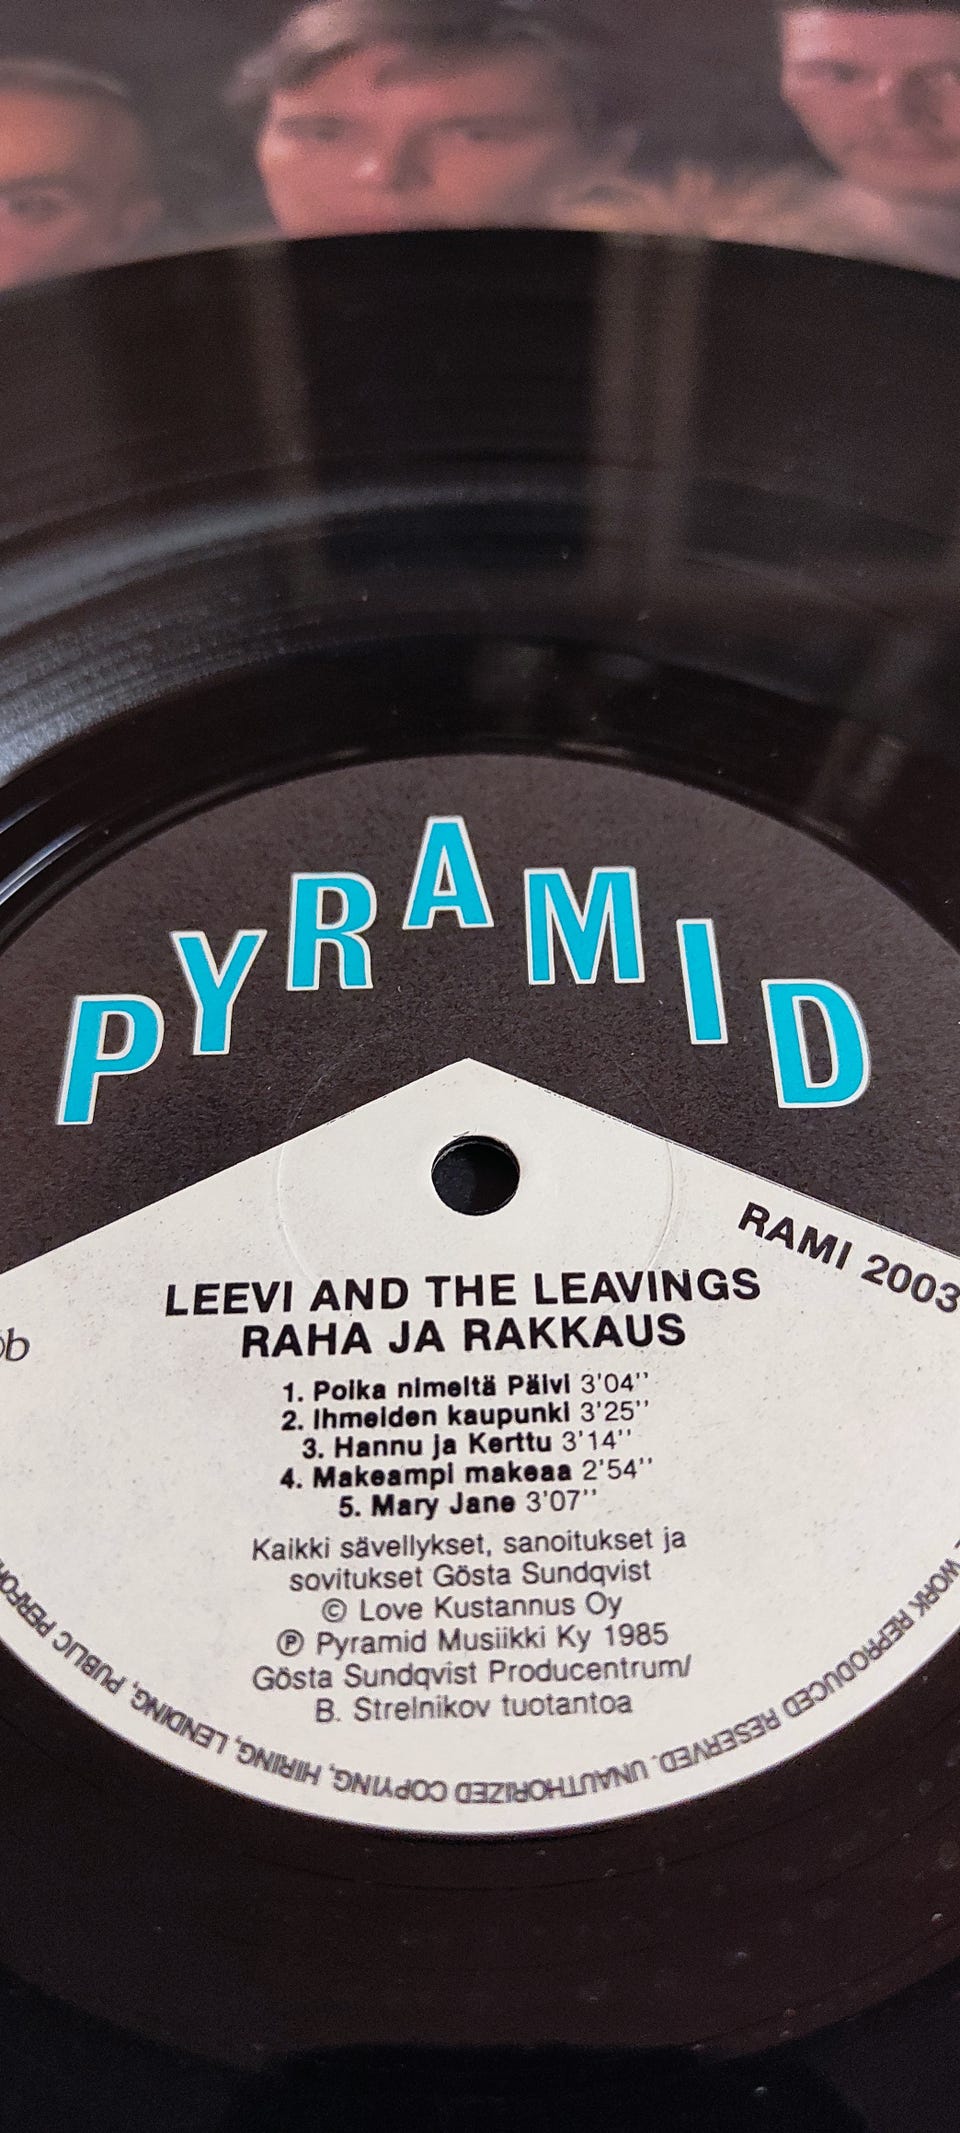 PYRAMID
RAMI 2003
LEEVI AND THE LEAVINGS
RAHA JA RAKKAUS
1. Poika nimeltä Päivi 3'04''
2. Ihmeiden kaupunki 3'25''
3. Hannu ja Kerttu 3'14''
4. Makeampi makeaa 2'54''
5. Mary Jane 3'07''
Kaikki sävellykset, sanoitukset ja
sovitukset Gösta Sundqvist
© Love Kustannus Oy
℗ Pyramid Musiikki Ky 1985
Gösta Sundqvist Producentrum/
B. Strelnikov tuotantoa
WORK REPRODUCED RESERVED. UNAUTHORIZED COPYING, HIRING, LENDING, PUBLIC